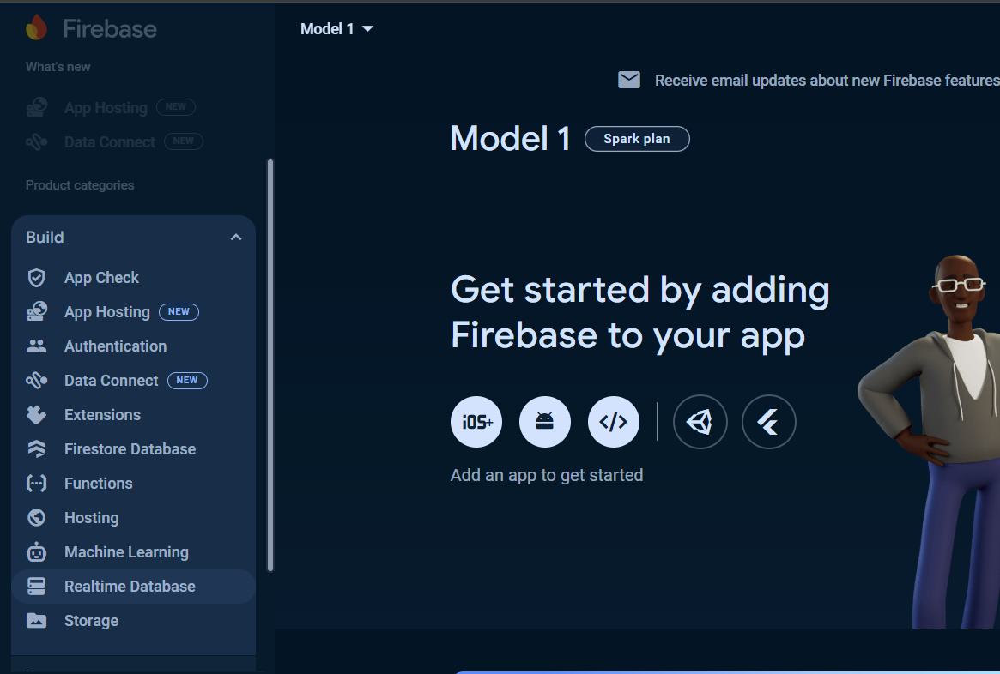 Firebase
What's new
App Hosting NEW
Data Connect NEW
Product categories
Build
App Check
App Hosting NEW
Authentication
Data Connect NEW
Extensions
Firestore Database
Functions
Hosting
Machine Learning
Realtime Database
Storage
Model 1
Receive email updates about new Firebase features
Model 1 Spark plan
Get started by adding
Firebase to your app
iOS+ </>
Add an app to get started